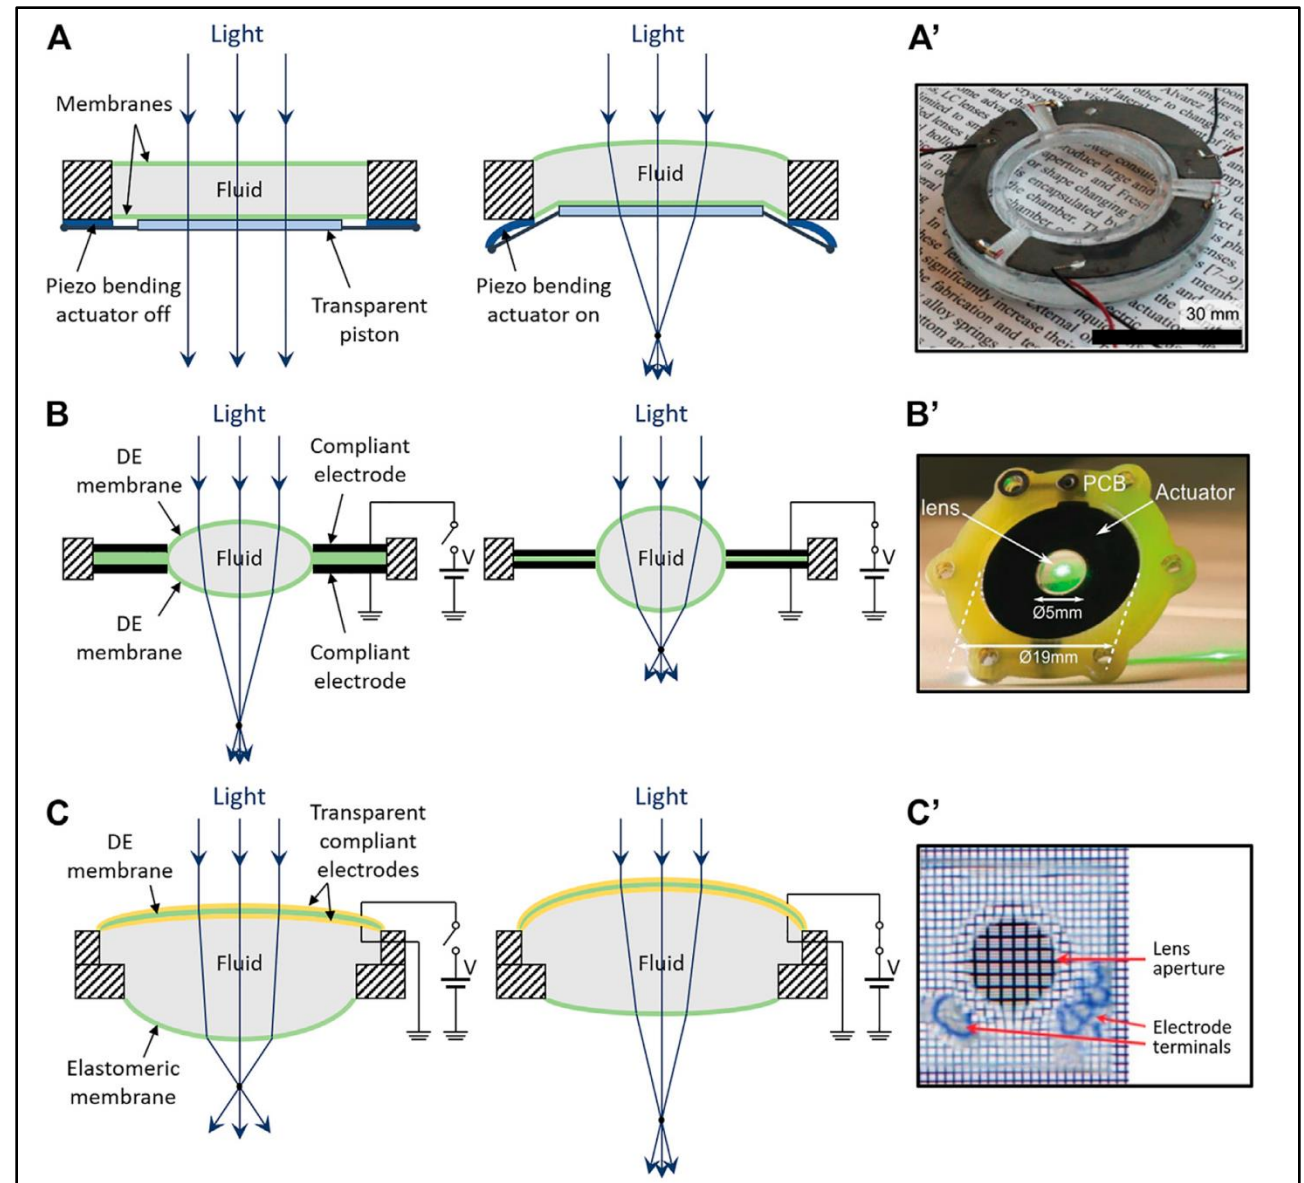 A
Light
Membranes
Fluid
Piezo bending
actuator off
Transparent
piston
Light
Fluid
Piezo bending
actuator on
A’
30 mm
B
Light
DE
membrane
Compliant
electrode
Fluid
V
DE
membrane
Compliant
electrode
Light
Fluid
V
B’
PCB
Actuator
lens
Ø5mm
Ø19mm
C
Light
DE
membrane
Transparent
compliant
electrodes
Fluid
V
Elastomeric
membrane
Light
Fluid
V
C’
Lens
aperture
Electrode
terminals